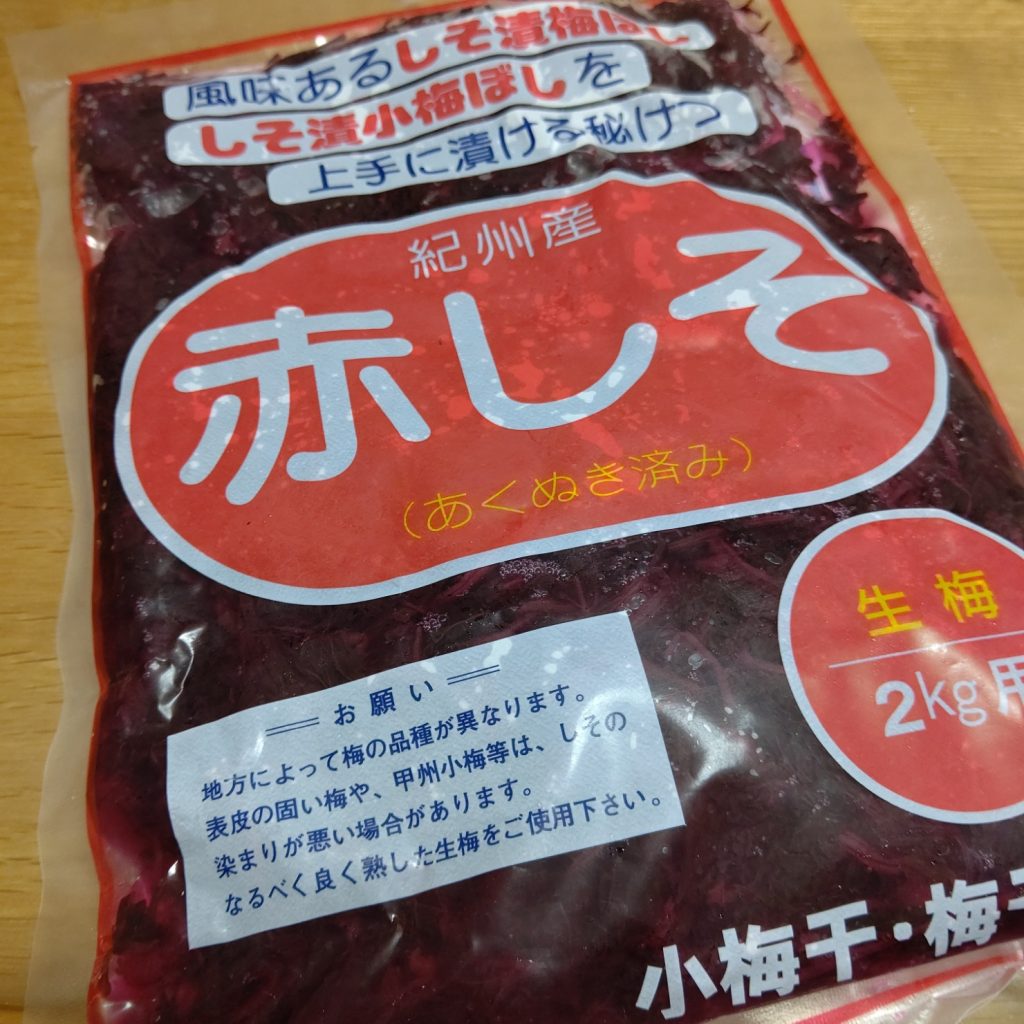 風味あるしそ漬梅ぼし
しそ漬小梅ぼしを
上手に漬ける秘けつ
紀州産
赤しそ
(あくぬき済み)
生梅
2kg用
お願い
地方によって梅の品種が異なります。
表皮の固い梅や、甲州小梅等は、しその
染まりが悪い場合があります。
なるべく良く熟した生梅をご使用下さい。
小梅干・梅干